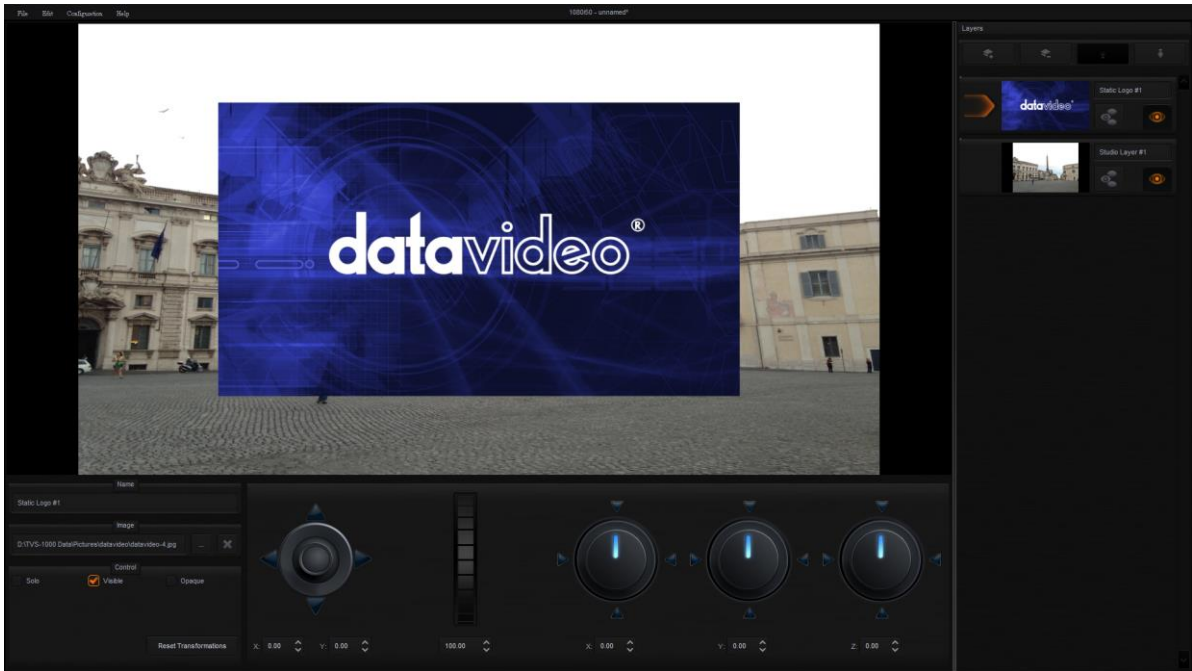 File Edit Configuration Help
1080i60 - unnamed*
Layers
datavideo®
datavideo®
Static Logo #1
Studio Layer #1
Name
Static Logo #1
Image
D:\TVS-1000 Data\Pictures\datavideo\datavideo-4.jpg ...
Control
Solo Visible Opaque
Reset Transformations
X: 0.00 Y: 0.00 100.00 X: 0.00 Y: 0.00 Z: 0.00